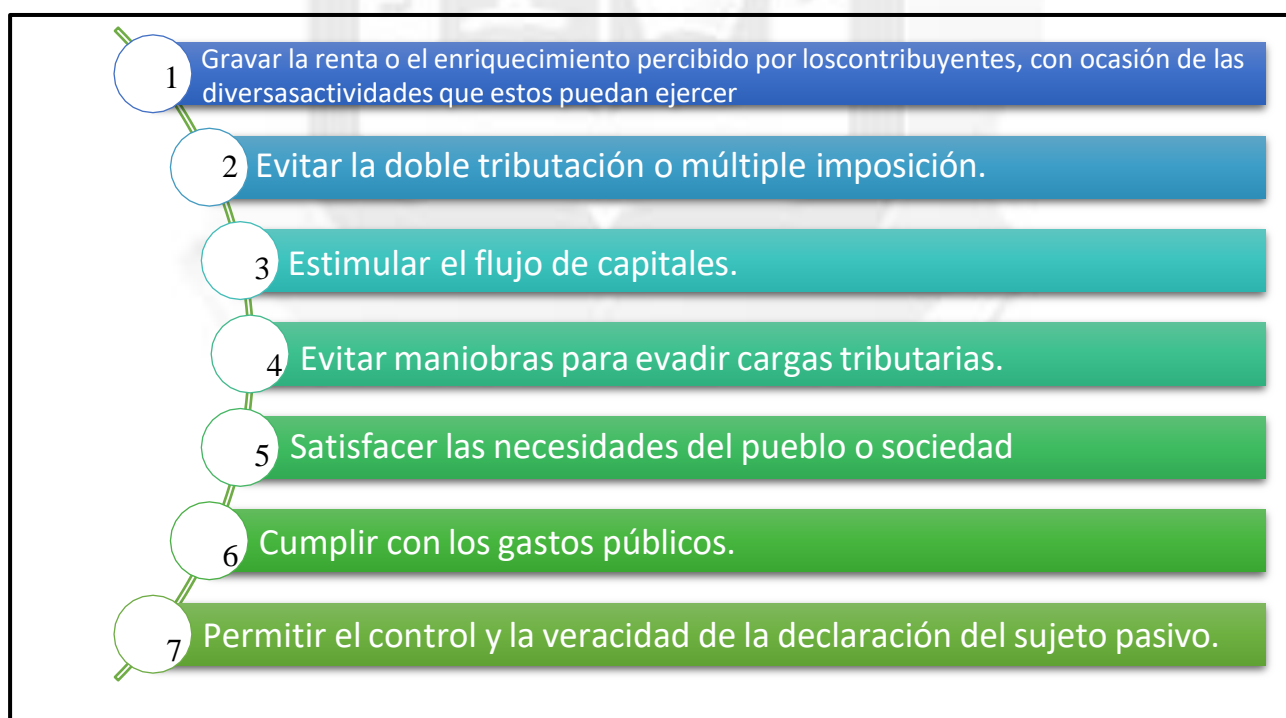 1
Gravar la renta o el enriquecimiento percibido por loscontribuyentes, con ocasión de las
diversasactividades que estos puedan ejercer
2 Evitar la doble tributación o múltiple imposición.
3 Estimular el flujo de capitales.
4 Evitar maniobras para evadir cargas tributarias.
5 Satisfacer las necesidades del pueblo o sociedad
6 Cumplir con los gastos públicos.
7 Permitir el control y la veracidad de la declaración del sujeto pasivo.